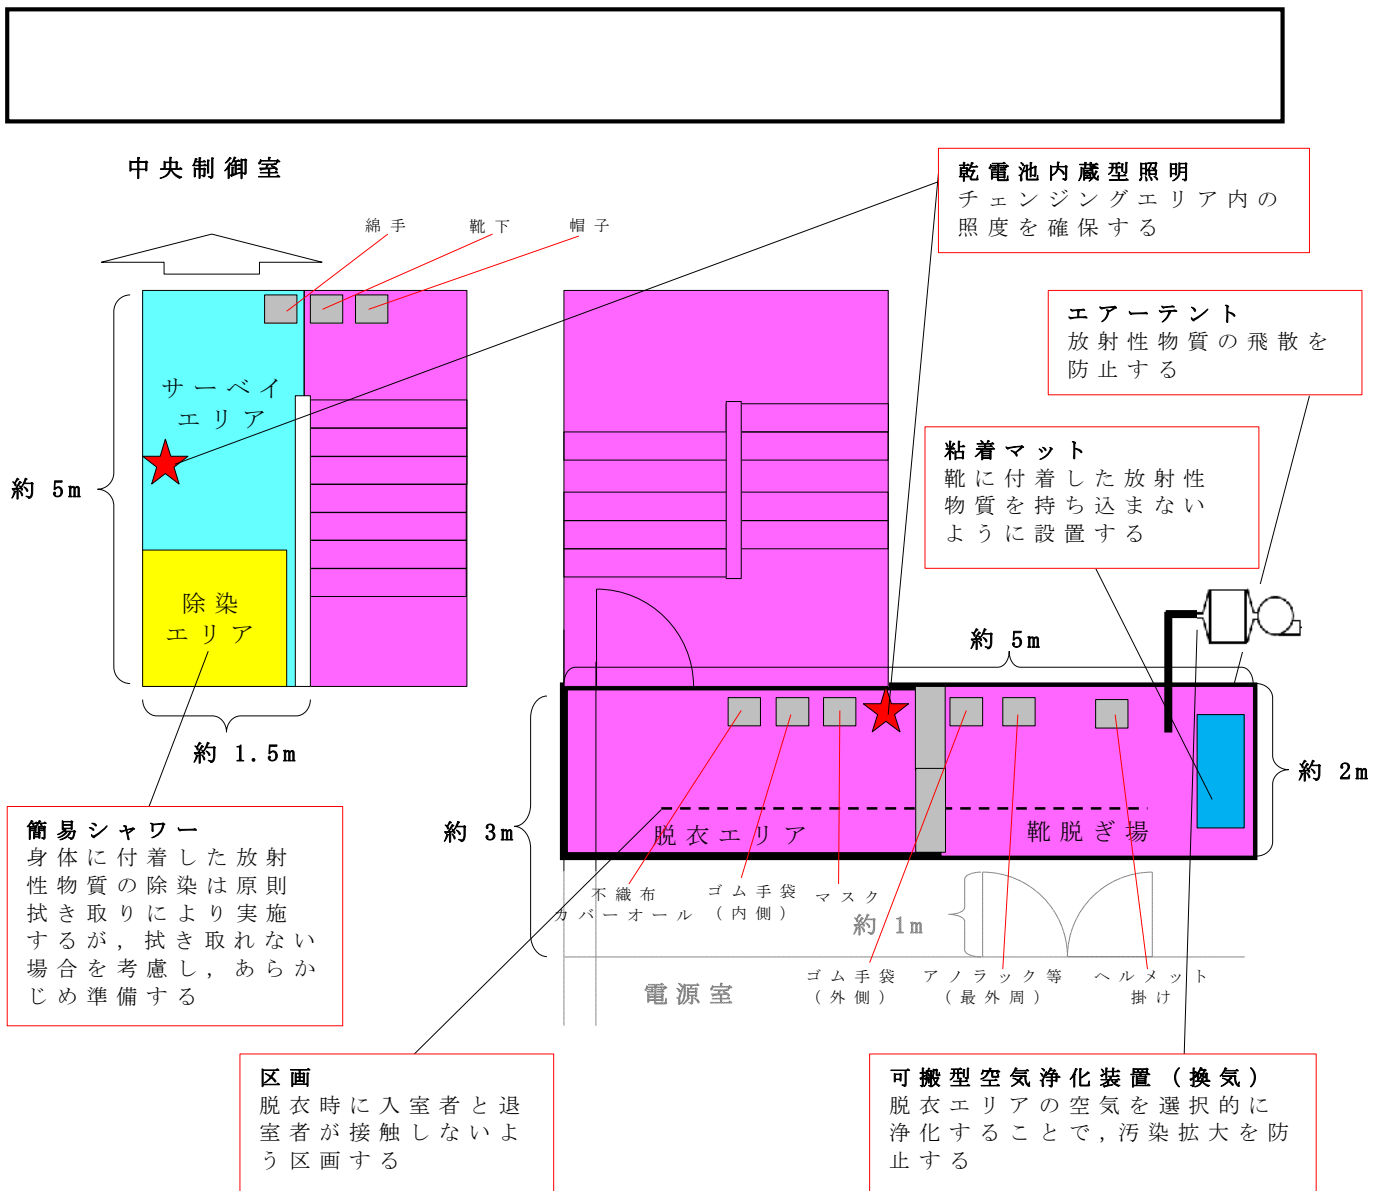 中央制御室
綿手
靴下
帽子
乾電池内蔵型照明
チェンジングエリア内の
照度を確保する
エアーテント
放射性物質の飛散を
防止する
サーベイ
エリア
粘着マット
靴に付着した放射性
物質を持ち込まない
ように設置する
約 5m
除染
エリア
約 5m
約 1.5m
約 2m
約 3m
脱衣エリア
靴脱ぎ場
簡易シャワー
身体に付着した放射
性物質の除染は原則
拭き取りにより実施
するが，拭き取れない
場合を考慮し，あらか
じめ準備する
不織布
カバーオール
ゴム手袋
（内側）
マスク
約 1m
ゴム手袋
（外側）
アノラック等
（最外周）
ヘルメット
掛け
電源室
区画
脱衣時に入室者と退
室者が接触しないよ
う区画する
可搬型空気浄化装置（換気）
脱衣エリアの空気を選択的に
浄化することで，汚染拡大を防
止する